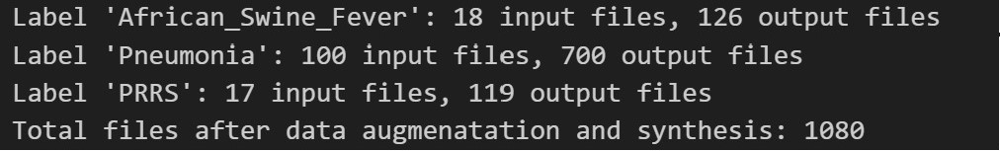 Label 'African_Swine_Fever': 18 input files, 126 output files
Label 'Pneumonia': 100 input files, 700 output files
Label 'PRRS': 17 input files, 119 output files
Total files after data augmenatation and synthesis: 1080